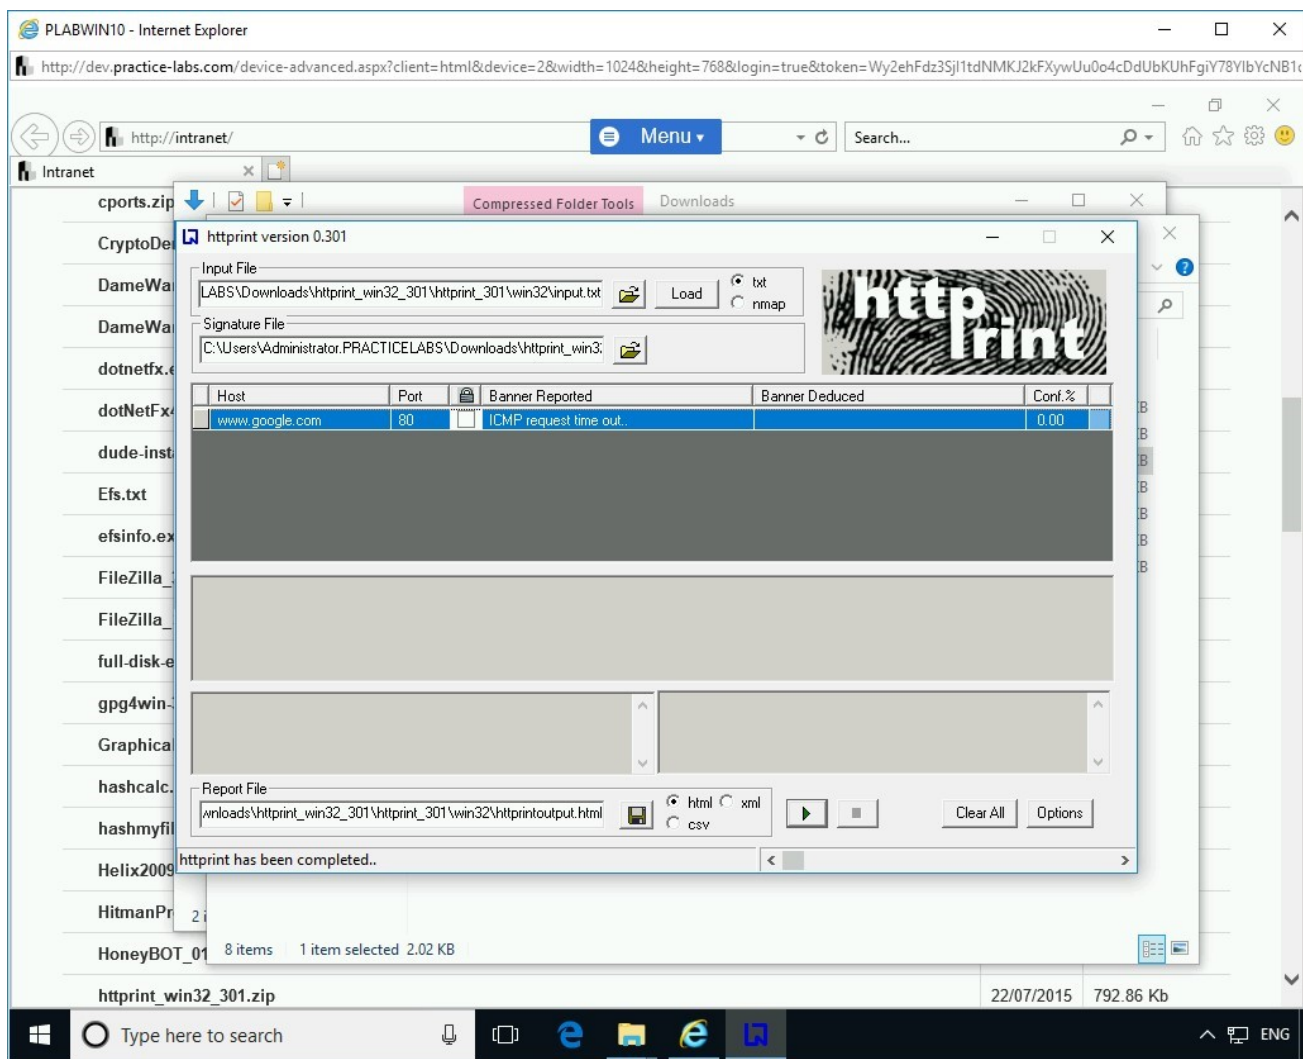 PLABWIN10 - Internet Explorer
http://dev.practice-labs.com/device-advanced.aspx?client=html&device=2&width=1024&height=768&login=true&token=
http://intranet/
Menu
Search...
Intranet
Compressed Folder Tools Downloads
cports.zip
CryptoDe
DameWa
DameWa
dotnetfx.e
dotNetFx4
dude-inst
Efs.txt
efsinfo.ex
FileZilla_
FileZilla_
full-disk-e
gpg4win-
Graphica
hashcalc.
hashmyfil
Helix2009
HitmanPr
HoneyBOT_01
httprint_win32_301.zip 22/07/2015 792.86 Kb
httprint version 0.301
Input File
LABS\Downloads\httprint_win32_301\httprint_301\win32\input.txt
Load
txt
nmap
http
print
Signature File
C:\Users\Administrator.PRACTICELABS\Downloads\httprint_win3
Host Port Banner Reported Banner Deduced Conf.%
www.google.com 80 ICMP request time out.. 0.00
Report File
wnloads\httprint_win32_301\httprint_301\win32\httprintoutput.html
html xml
csv
Clear All Options
httprint has been completed..
2 i
8 items 1 item selected 2.02 KB
Type here to search
ENG